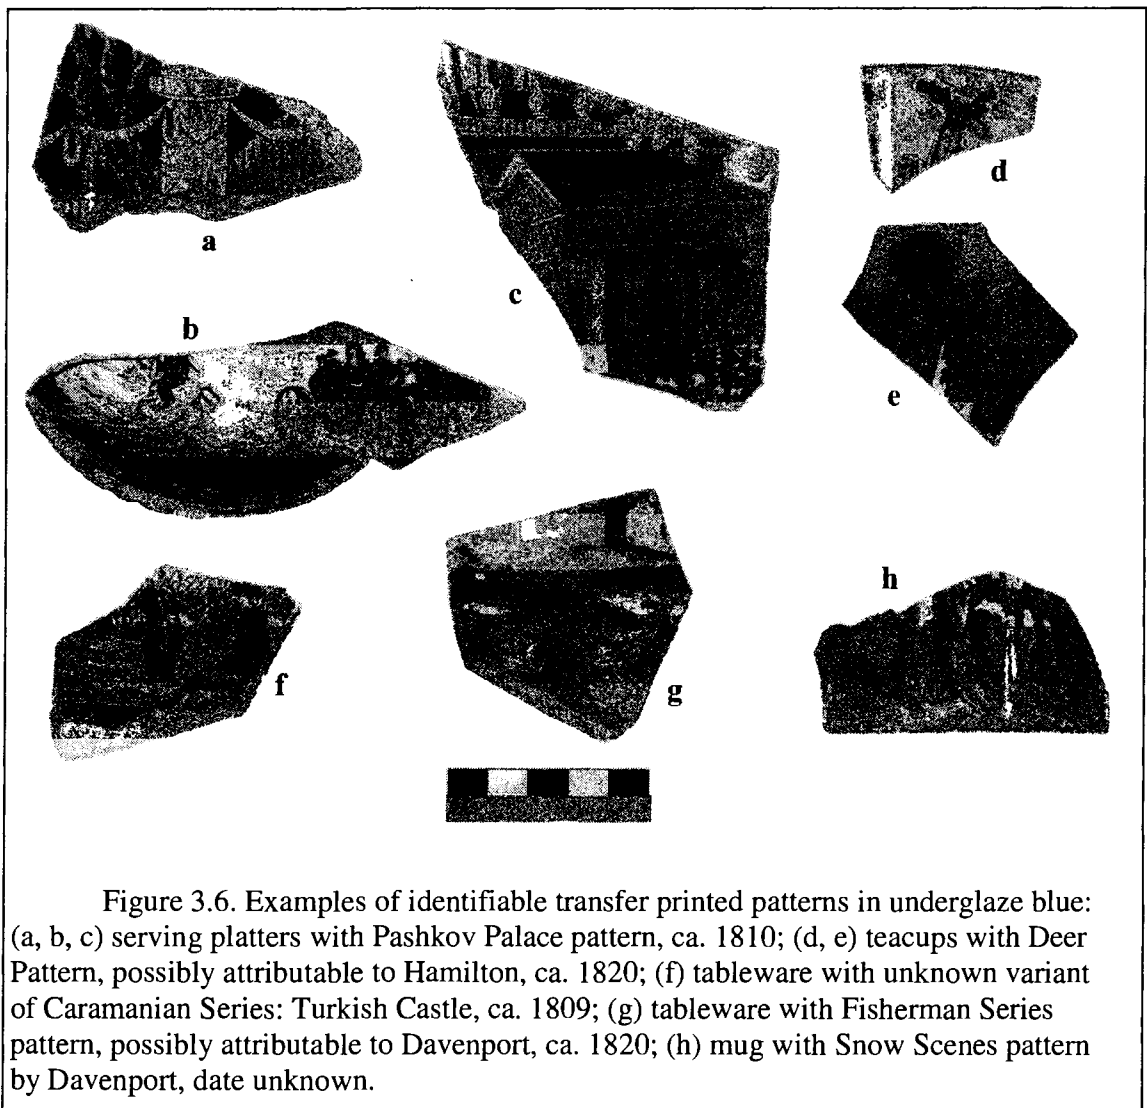 a
b
c
d
e
f
g
h
Figure 3.6. Examples of identifiable transfer printed patterns in underglaze blue:
(a, b, c) serving platters with Pashkov Palace pattern, ca. 1810; (d, e) teacups with Deer
Pattern, possibly attributable to Hamilton, ca. 1820; (f) tableware with unknown variant
of Caramanian Series: Turkish Castle, ca. 1809; (g) tableware with Fisherman Series
pattern, possibly attributable to Davenport, ca. 1820; (h) mug with Snow Scenes pattern
by Davenport, date unknown.